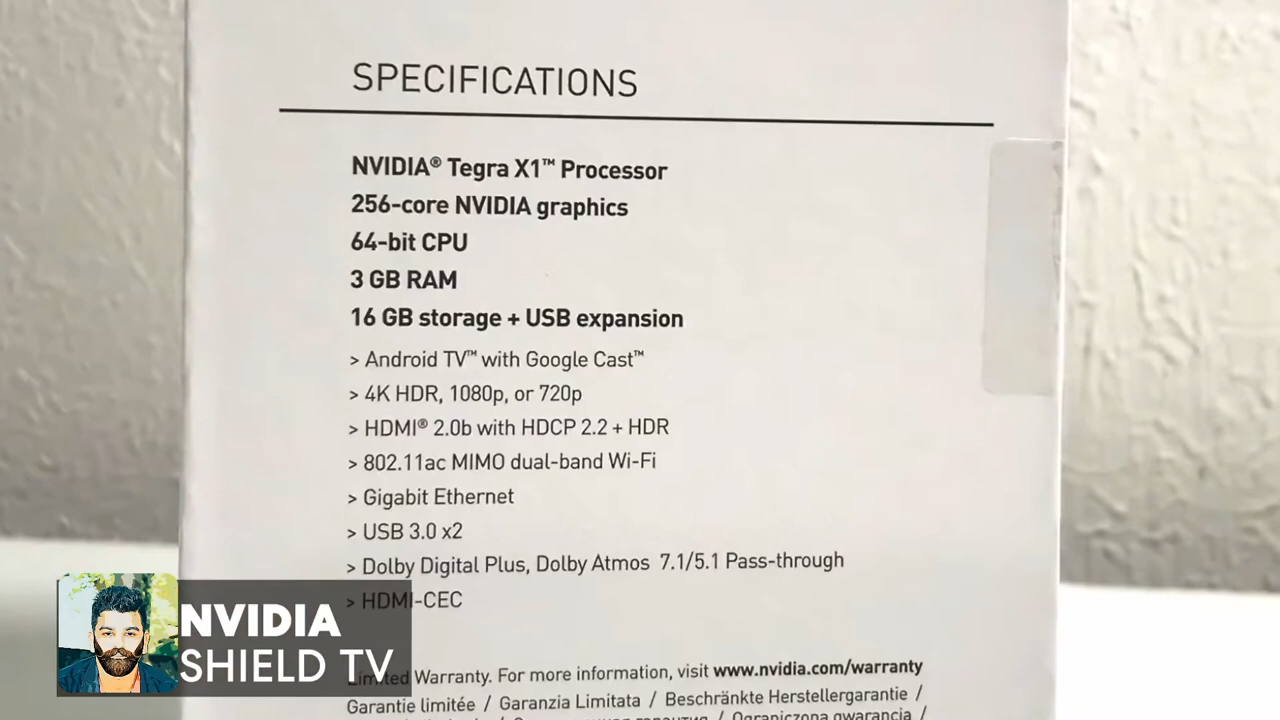 SPECIFICATIONS
NVIDIA® Tegra X1™ Processor
256-core NVIDIA graphics
64-bit CPU
3 GB RAM
16 GB storage + USB expansion
> Android TV™ with Google Cast™
> 4K HDR, 1080p, or 720p
> HDMI® 2.0b with HDCP 2.2 + HDR
> 802.11ac MIMO dual-band Wi-Fi
> Gigabit Ethernet
> USB 3.0 x2
> Dolby Digital Plus, Dolby Atmos 7.1/5.1 Pass-through
> HDMI-CEC
NVIDIA
SHIELD TV
Limited Warranty. For more information, visit www.nvidia.com/warranty
Garantie limitée / Garanzia Limitata / Beschränkte Herstellergarantie /